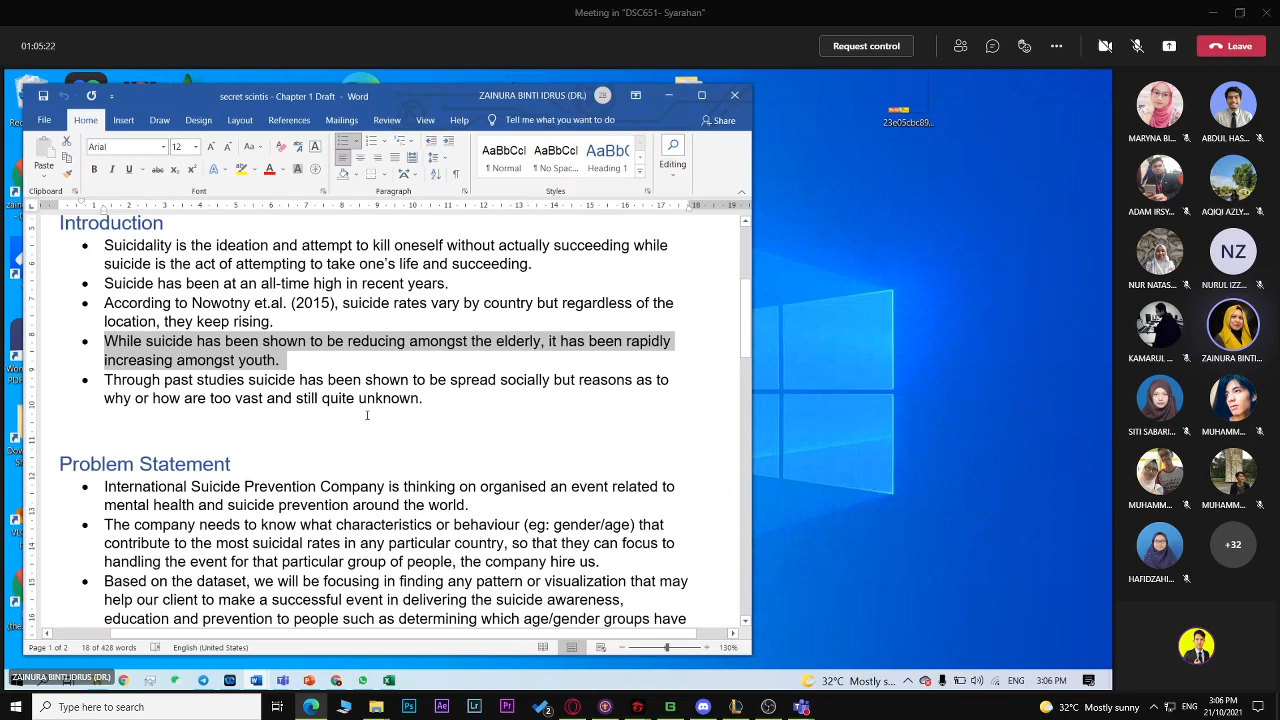 Meeting in "DSC651- Syarahan"
01:05:22
Request control
Leave
secret scintis - Chapter 1 Draft - Word
ZAINURA BINTI IDRUS (DR.)
ZB
File
Home
Insert
Draw
Design
Layout
References
Mailings
Review
View
Help
Tell me what you want to do
Share
Paste
Arial
12
AaBbCcI
AaBbCcI
AaBb(
¶ Normal
¶ No Spac...
Heading 1
Editing
Clipboard
Font
Paragraph
Styles
Introduction
• Suicidality is the ideation and attempt to kill oneself without actually succeeding while
suicide is the act of attempting to take one's life and succeeding.
• Suicide has been at an all-time high in recent years.
• According to Nowotny et.al. (2015), suicide rates vary by country but regardless of the
location, they keep rising.
• While suicide has been shown to be reducing amongst the elderly, it has been rapidly
increasing amongst youth.
• Through past studies suicide has been shown to be spread socially but reasons as to
why or how are too vast and still quite unknown.
Problem Statement
• International Suicide Prevention Company is thinking on organised an event related to
mental health and suicide prevention around the world.
• The company needs to know what characteristics or behaviour (eg: gender/age) that
contribute to the most suicidal rates in any particular country, so that they can focus to
handling the event for that particular group of people, the company hire us.
• Based on the dataset, we will be focusing in finding any pattern or visualization that may
help our client to make a successful event in delivering the suicide awareness,
education and prevention to people such as determining which age/gender groups have
Page 1 of 2
18 of 428 words
English (United States)
130%
23e05cbc89...
MARYNA BI...
ABDUL HAS...
ADAM IRSY...
AQIQI AZLY...
NUR NATAS...
NZ
NURUL IZZ...
KAMARUL ...
ZAINURA BINTI...
SITI SABARI...
MUHAMM...
MUHAMM...
MUHAMM...
HAFIDZAHI...
+32
ZAINURA BINTI IDRUS (DR.)
32°C Mostly s...
ENG
3:06 PM
Type here to search
32°C Mostly sunny
ENG
3:06 PM
21/10/2021